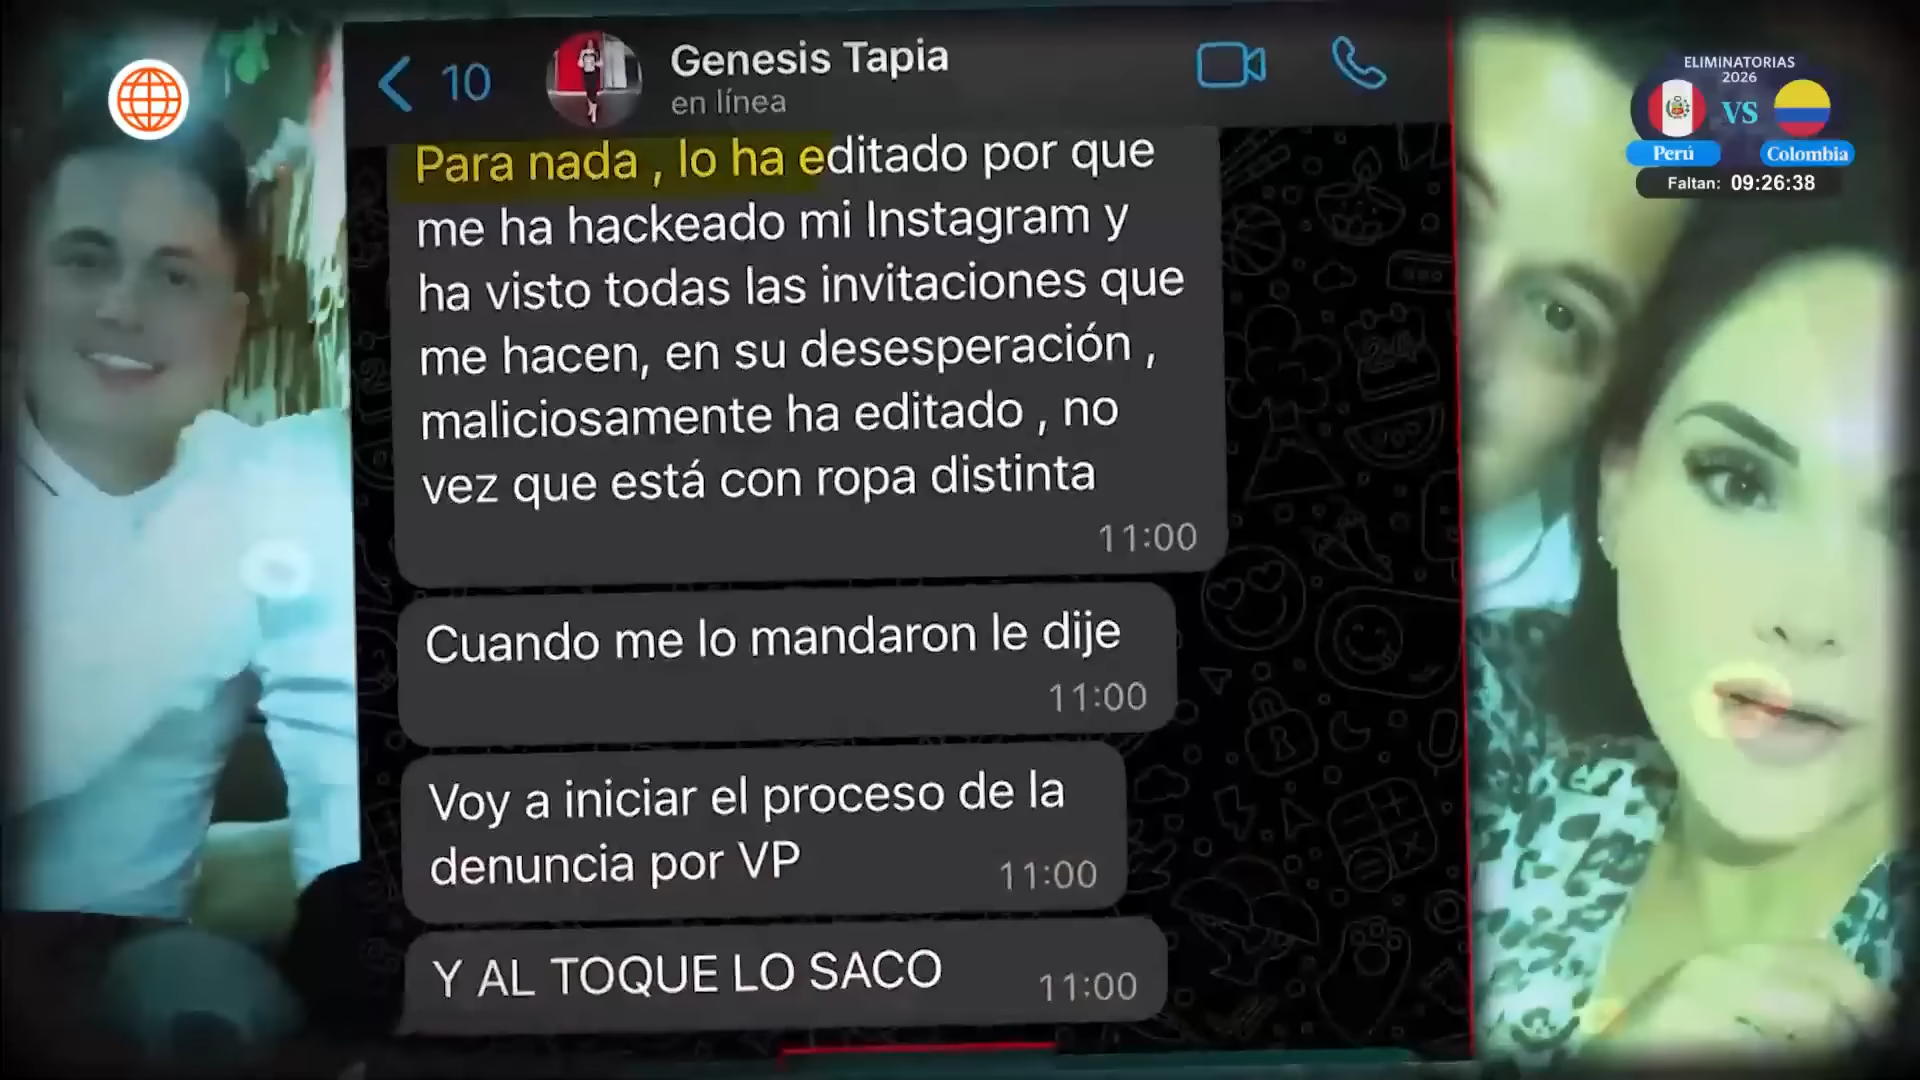 10
Genesis Tapia
en línea
Para nada , lo ha editado por que
me ha hackeado mi Instagram y
ha visto todas las invitaciones que
me hacen, en su desesperación ,
maliciosamente ha editado , no
vez que está con ropa distinta
11:00
Cuando me lo mandaron le dije
11:00
Voy a iniciar el proceso de la
denuncia por VP
11:00
Y AL TOQUE LO SACO
11:00
ELIMINATORIAS
2026
VS
Perú
Colombia
Faltan: 09:26:38